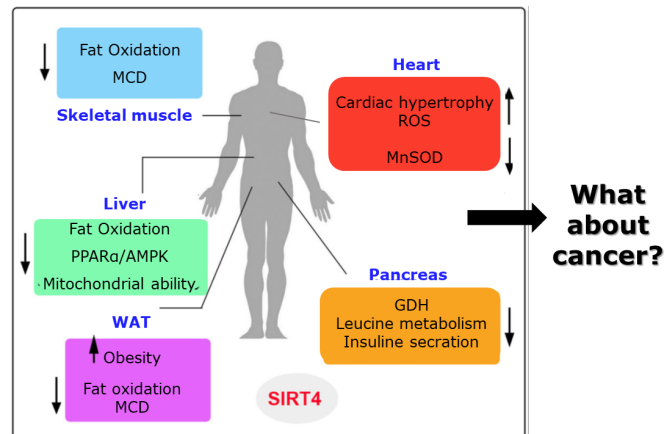 Fat Oxidation
MCD
Skeletal muscle
Heart
Cardiac hypertrophy
ROS
MnSOD
Liver
Fat Oxidation
PPARα/AMPK
Mitochondrial ability
WAT
Obesity
Fat oxidation
MCD
Pancreas
GDH
Leucine metabolism
Insuline secration
SIRT4
What
about
cancer?